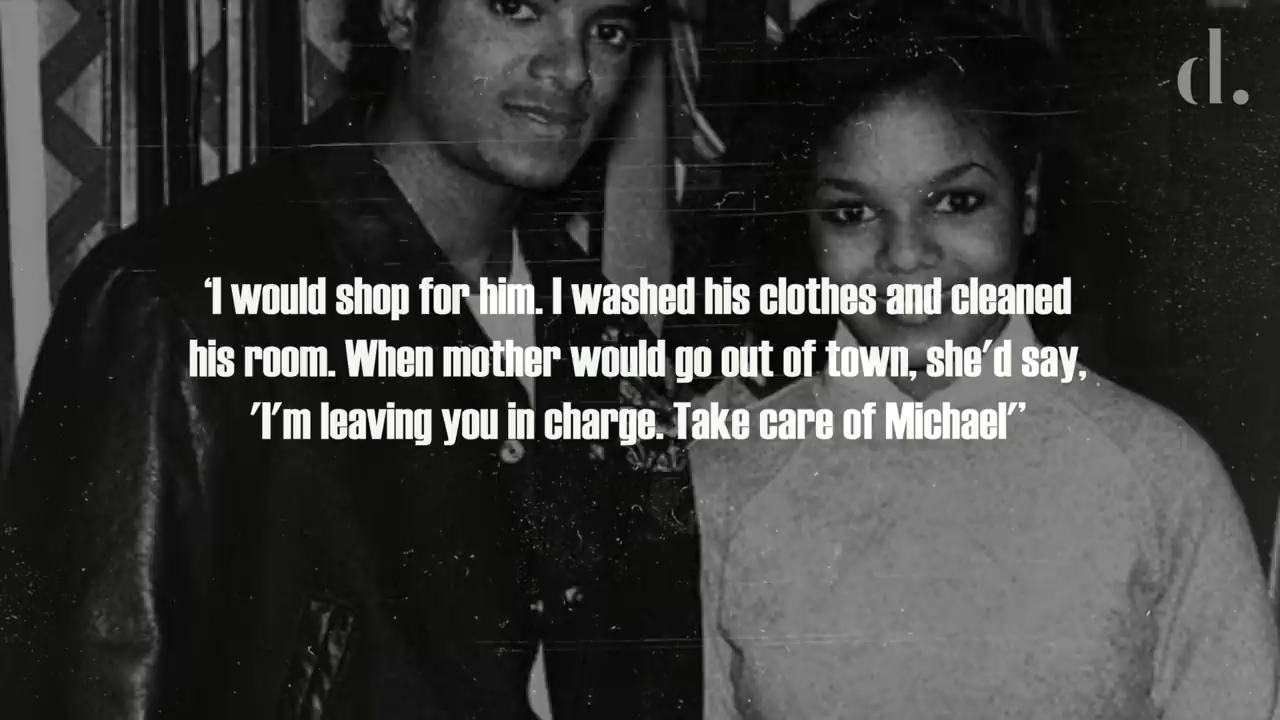 d.
‘I would shop for him. I washed his clothes and cleaned
his room. When mother would go out of town, she'd say,
'I'm leaving you in charge. Take care of Michael'’